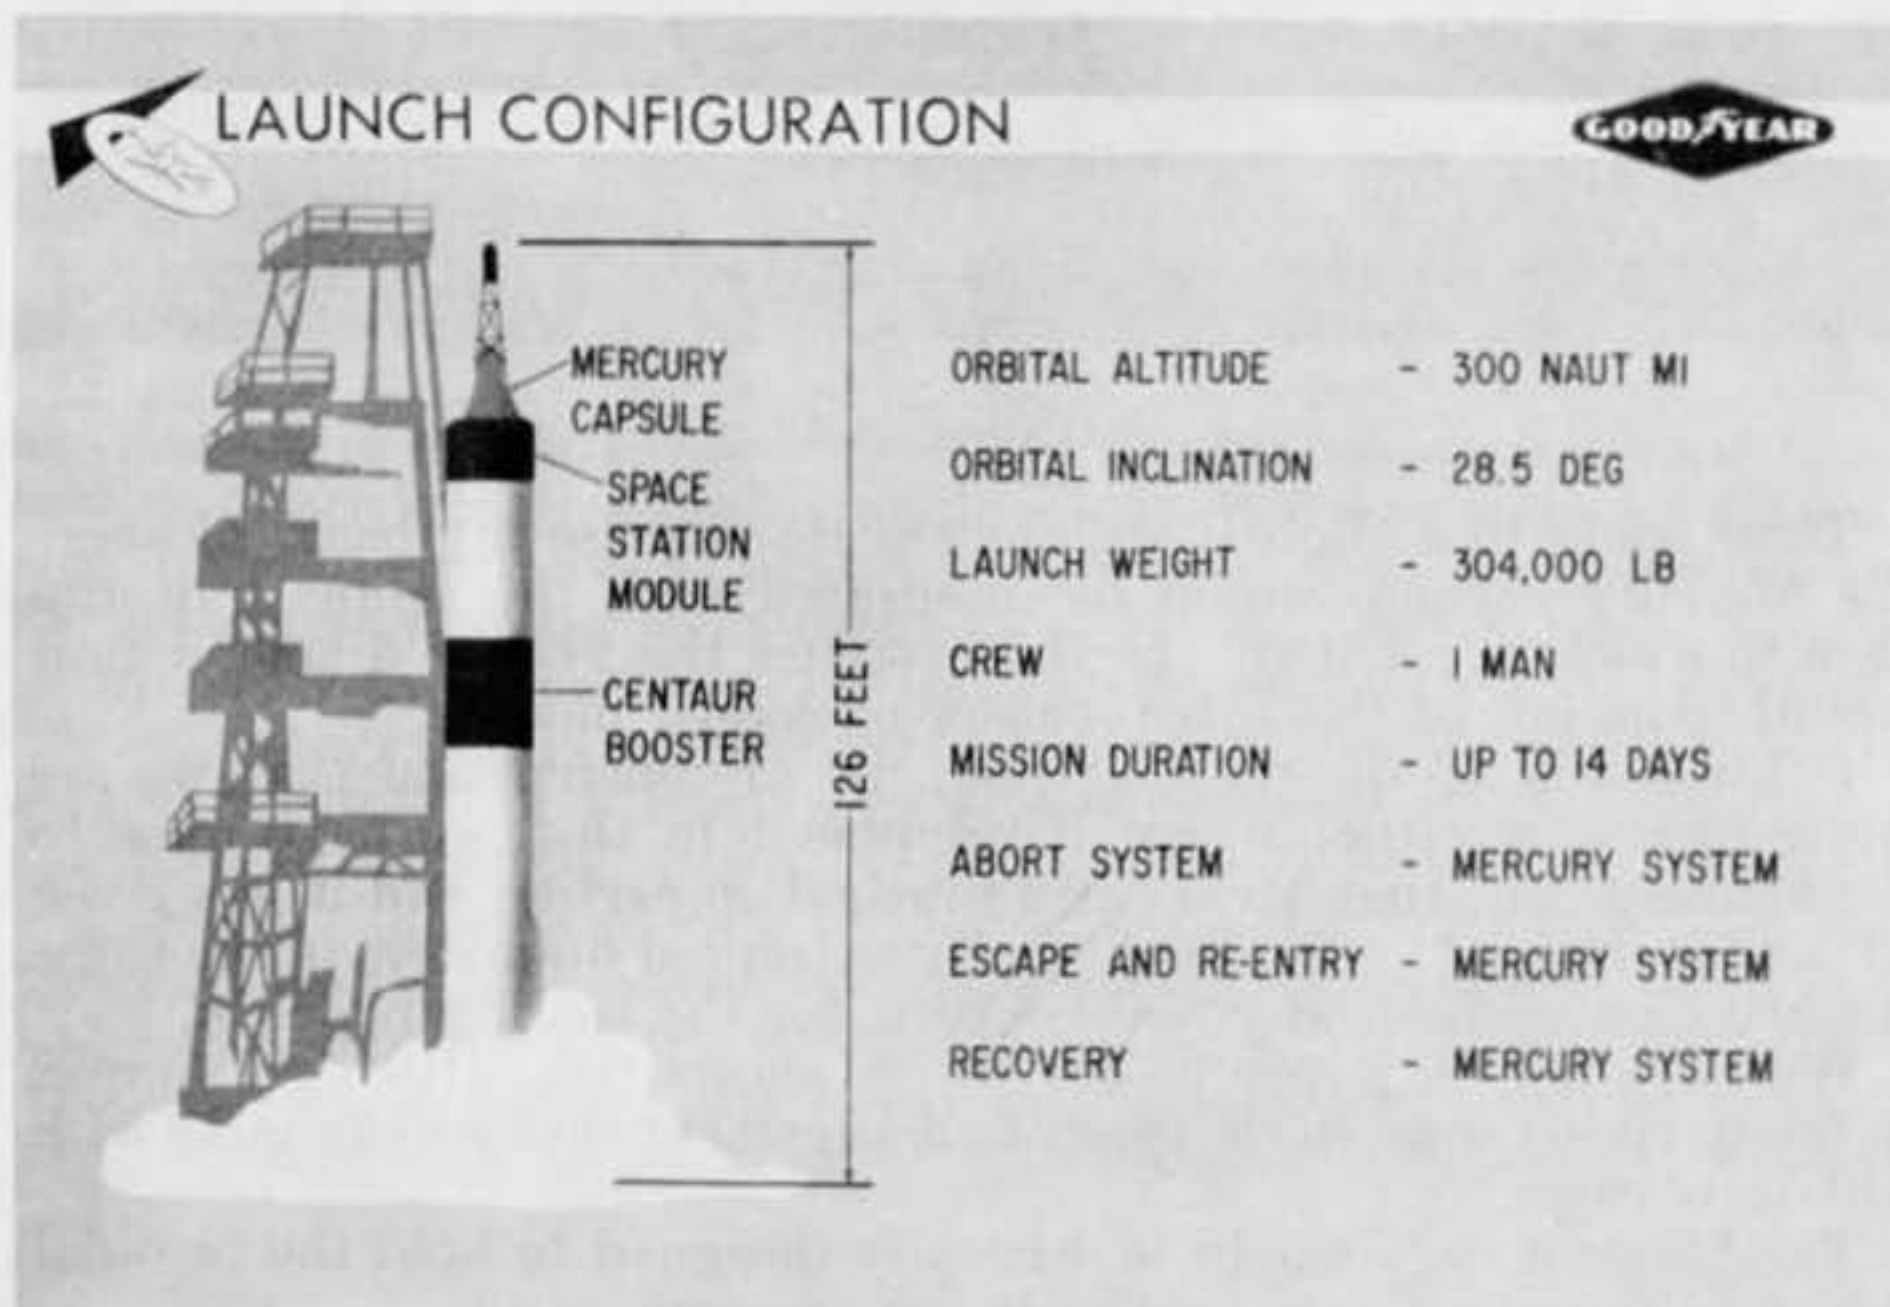 LAUNCH CONFIGURATION
GOODYEAR
MERCURY
CAPSULE
SPACE
STATION
MODULE
CENTAUR
BOOSTER
126 FEET
ORBITAL ALTITUDE - 300 NAUT MI
ORBITAL INCLINATION - 28.5 DEG
LAUNCH WEIGHT - 304,000 LB
CREW - 1 MAN
MISSION DURATION - UP TO 14 DAYS
ABORT SYSTEM - MERCURY SYSTEM
ESCAPE AND RE-ENTRY - MERCURY SYSTEM
RECOVERY - MERCURY SYSTEM